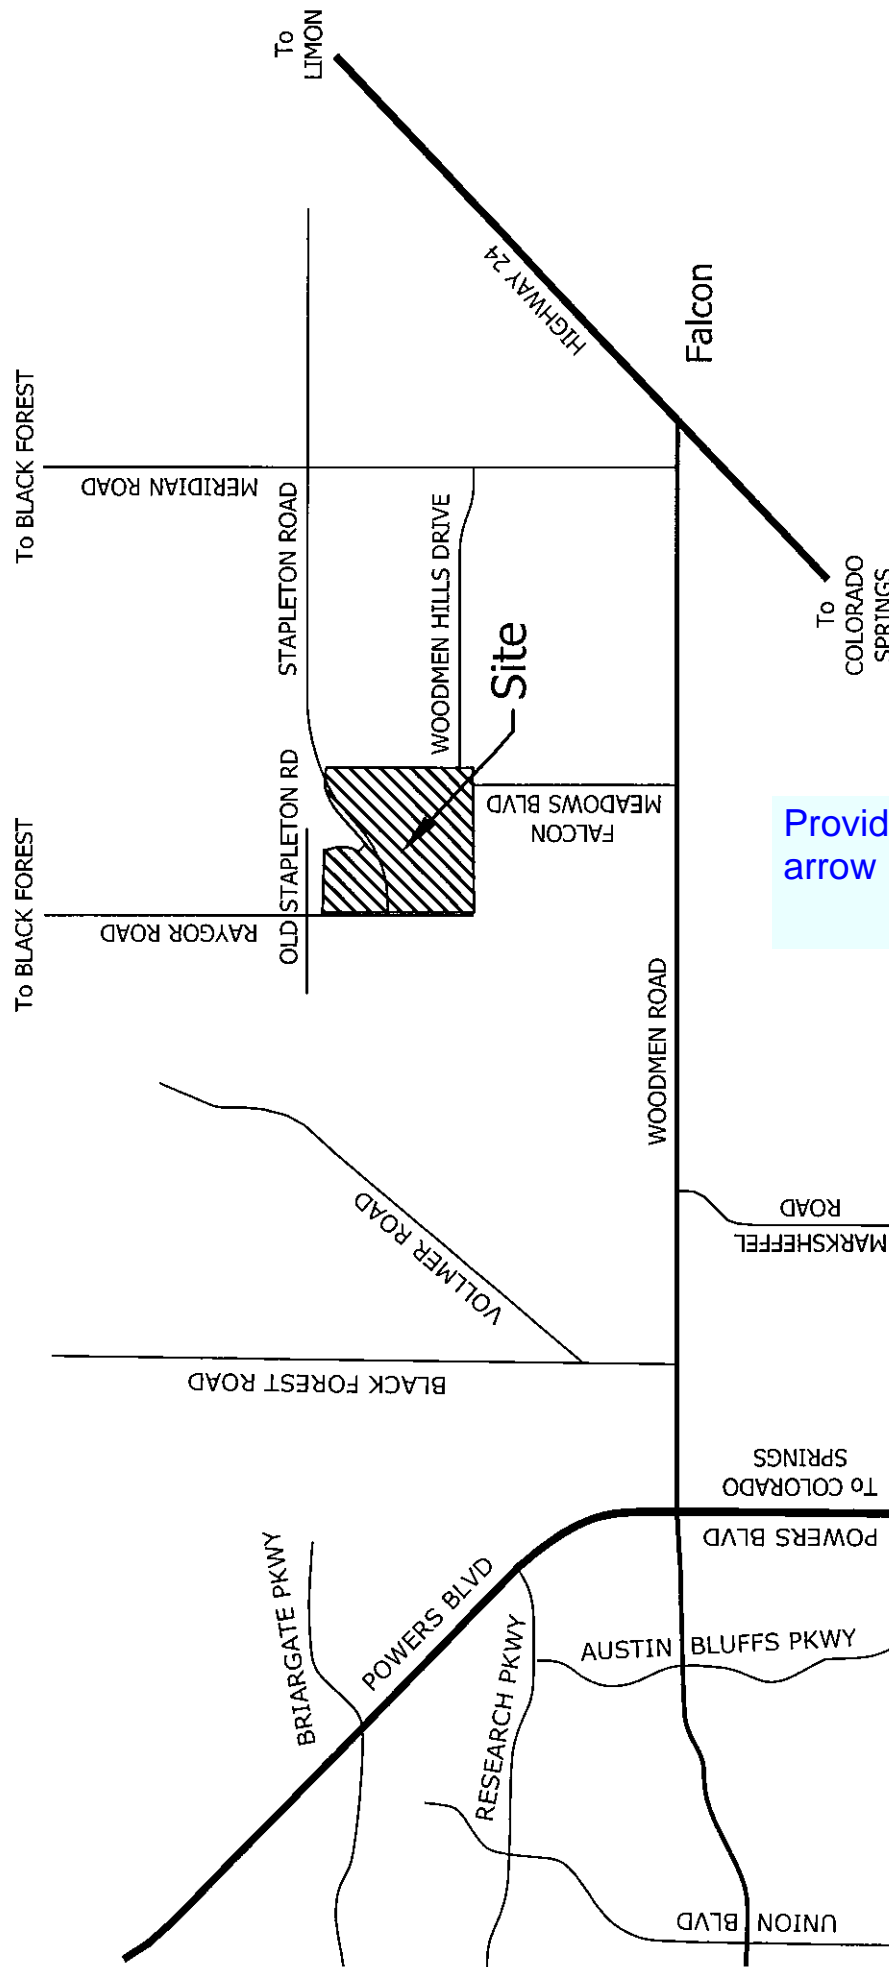 To
LIMON
HIGHWAY 24
Falcon
To BLACK FOREST
MERIDIAN ROAD
STAPLETON ROAD
WOODMEN HILLS DRIVE
Site
To
COLORADO
SPRINGS
To BLACK FOREST
RAYGOR ROAD
OLD STAPLETON RD
FALCON
MEADOWS BLVD
Provid
arrow
WOODMEN ROAD
VOLLMER ROAD
MARKSHEFFEL
ROAD
BLACK FOREST ROAD
To COLORADO
SPRINGS
POWERS BLVD
BRIARGATE PKWY
POWERS BLVD
RESEARCH PKWY
AUSTIN BLUFFS PKWY
UNION BLVD